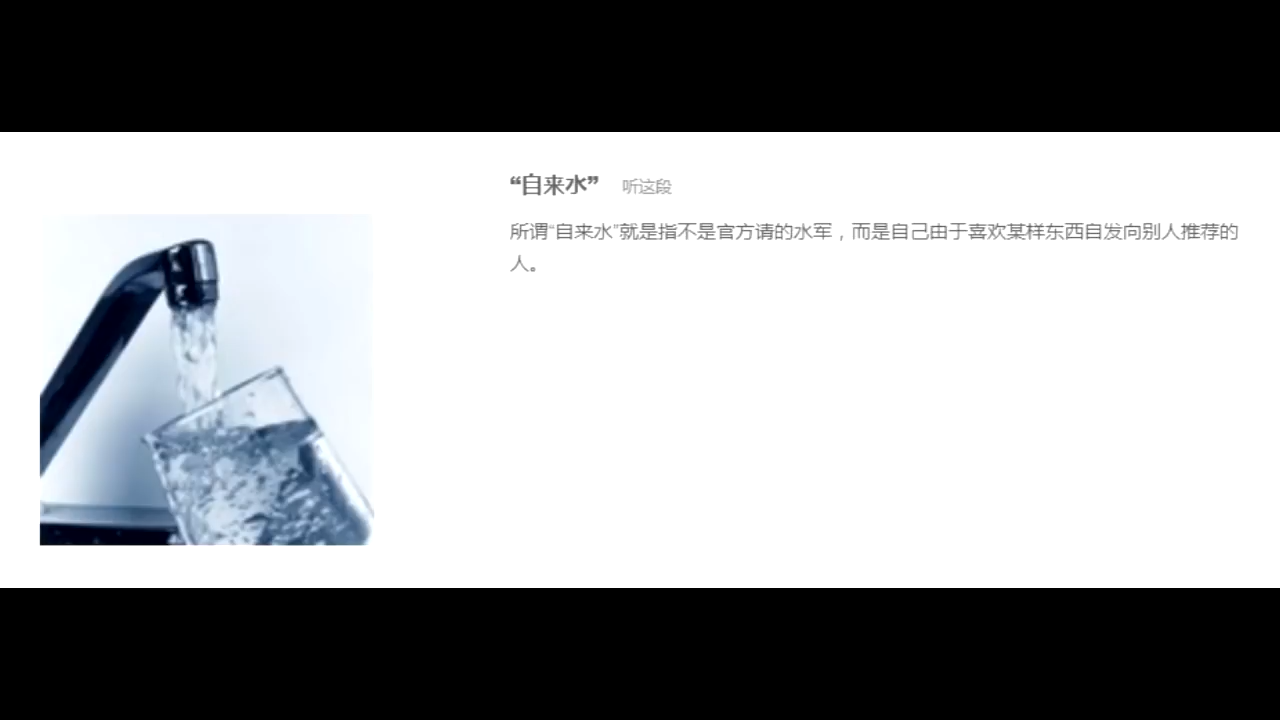 “自来水” 听这段
所谓“自来水”就是指不是官方请的水军，而是自己由于喜欢某样东西自发向别人推荐的
人。